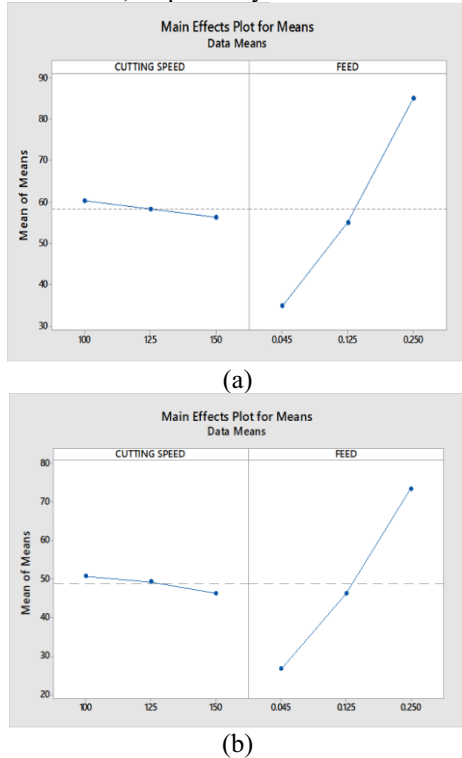 Main Effects Plot for Means
Data Means
CUTTING SPEED FEED
Mean of Means
90
80
70
60
50
40
30
100 125 150 0.045 0.125 0.250
(a)
Main Effects Plot for Means
Data Means
CUTTING SPEED FEED
Mean of Means
80
70
60
50
40
30
20
100 125 150 0.045 0.125 0.250
(b)